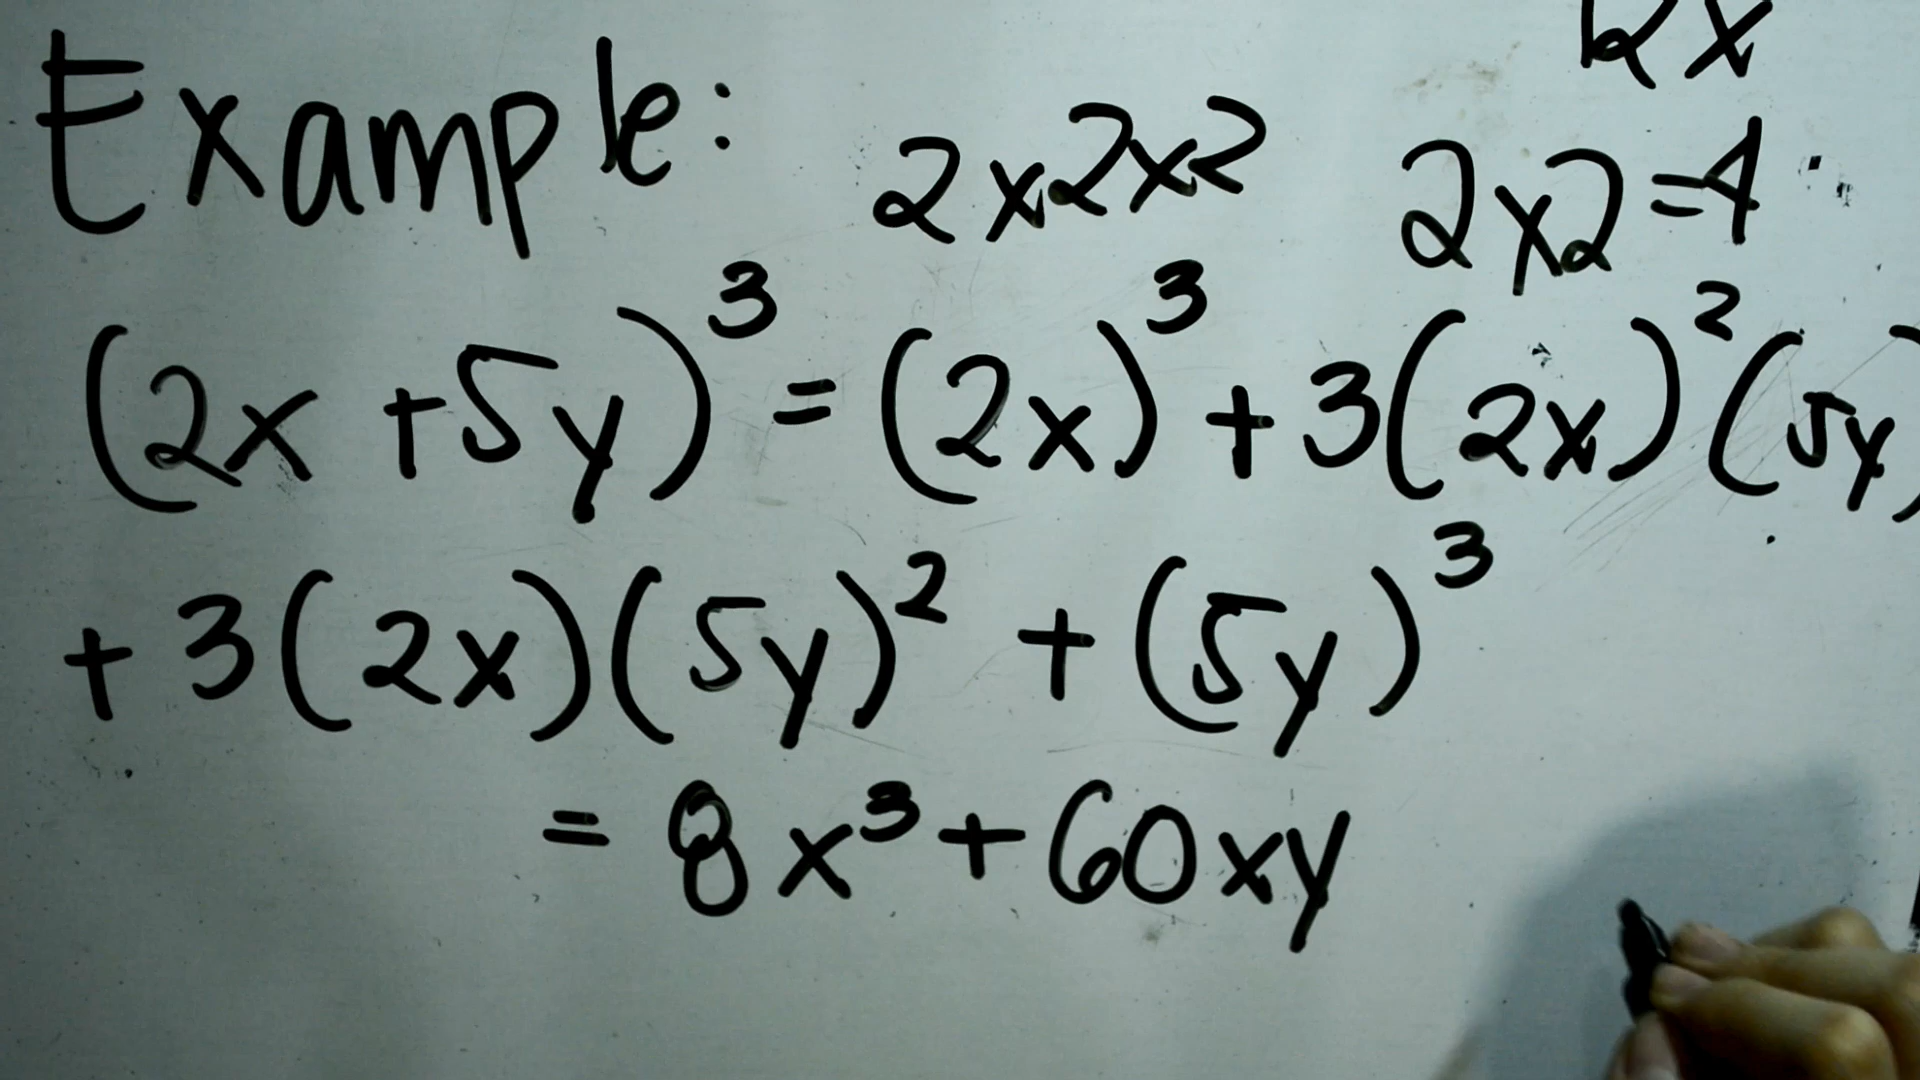 12x
Example: 2x2x2 2x2=4
(2x+5y)³=(2x)³+3(2x)²(5y)
+3(2x)(5y)²+(5y)³
=8x³+60xy